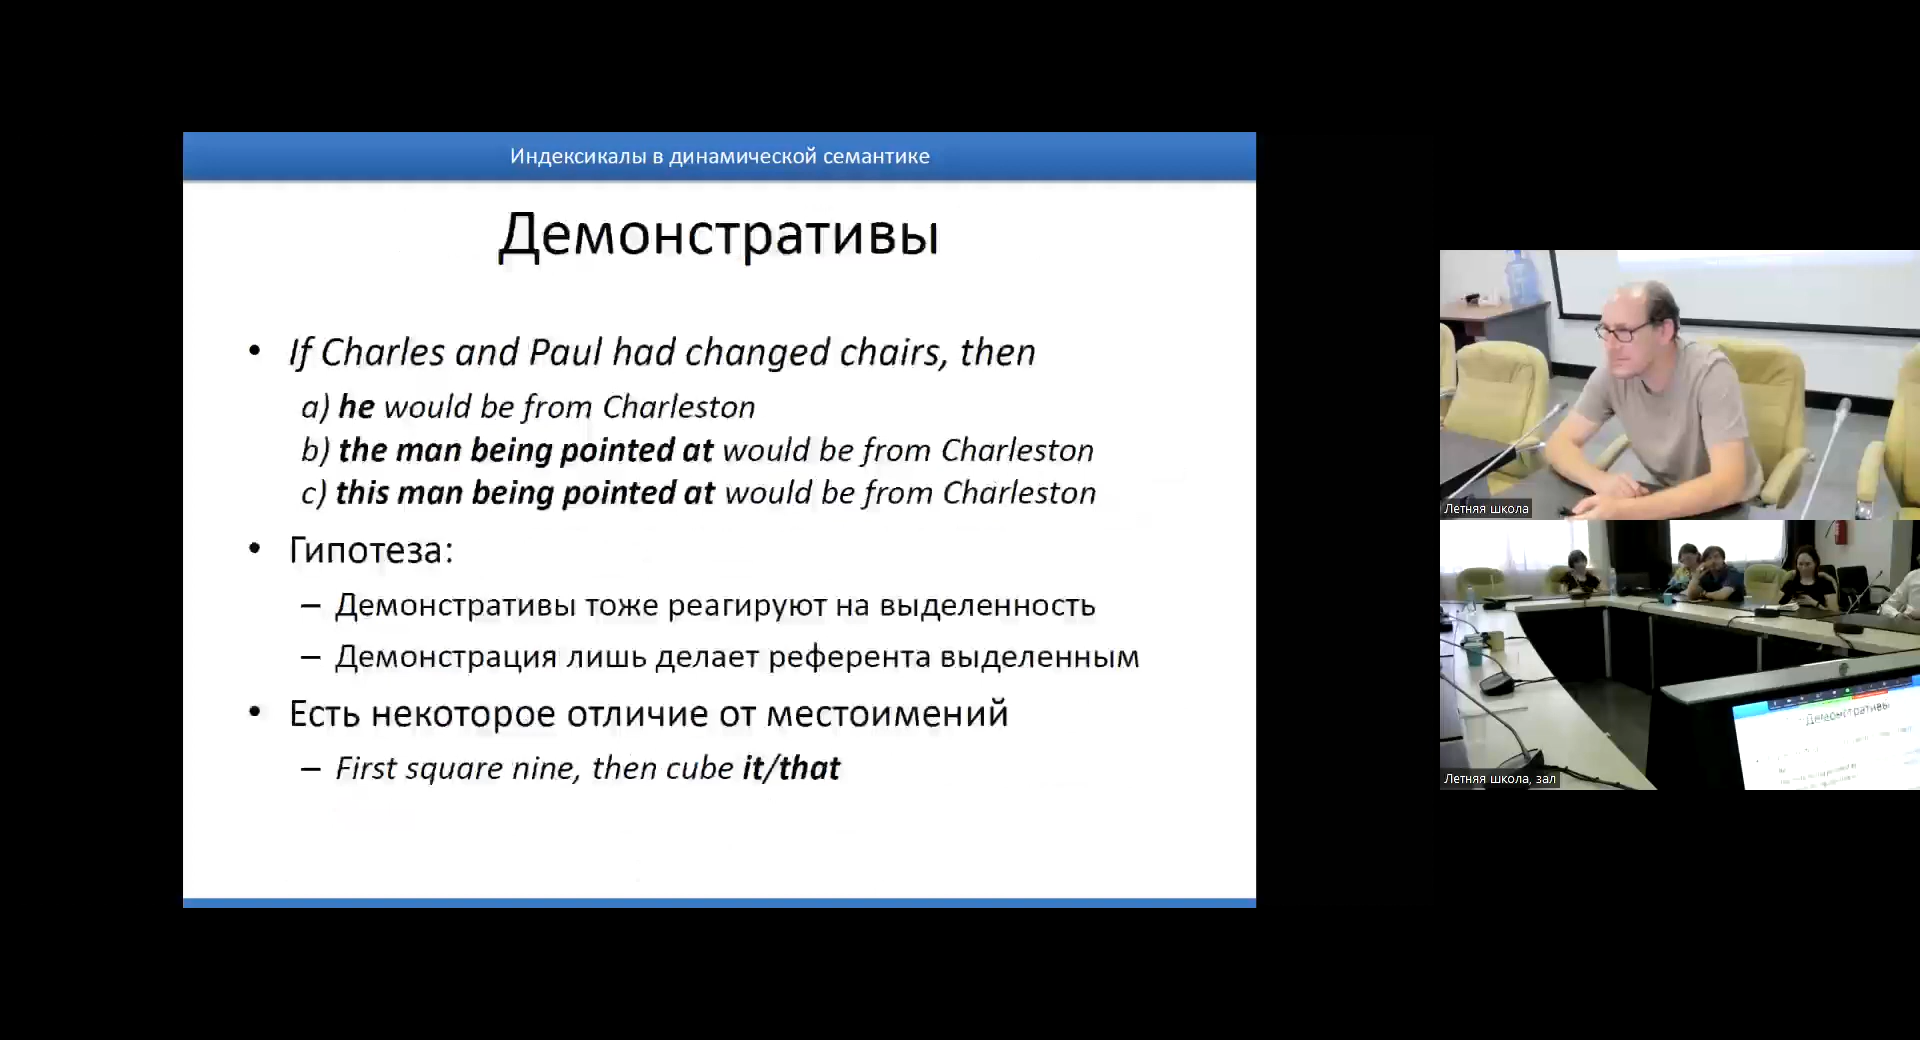 Индексикалы в динамической семантике
Демонстративы
• If Charles and Paul had changed chairs, then
a) he would be from Charleston
b) the man being pointed at would be from Charleston
c) this man being pointed at would be from Charleston
• Гипотеза:
– Демонстративы тоже реагируют на выделенность
– Демонстрация лишь делает референта выделенным
• Есть некоторое отличие от местоимений
– First square nine, then cube it/that
Летняя школа
Летняя школа, зал
Демонстративы